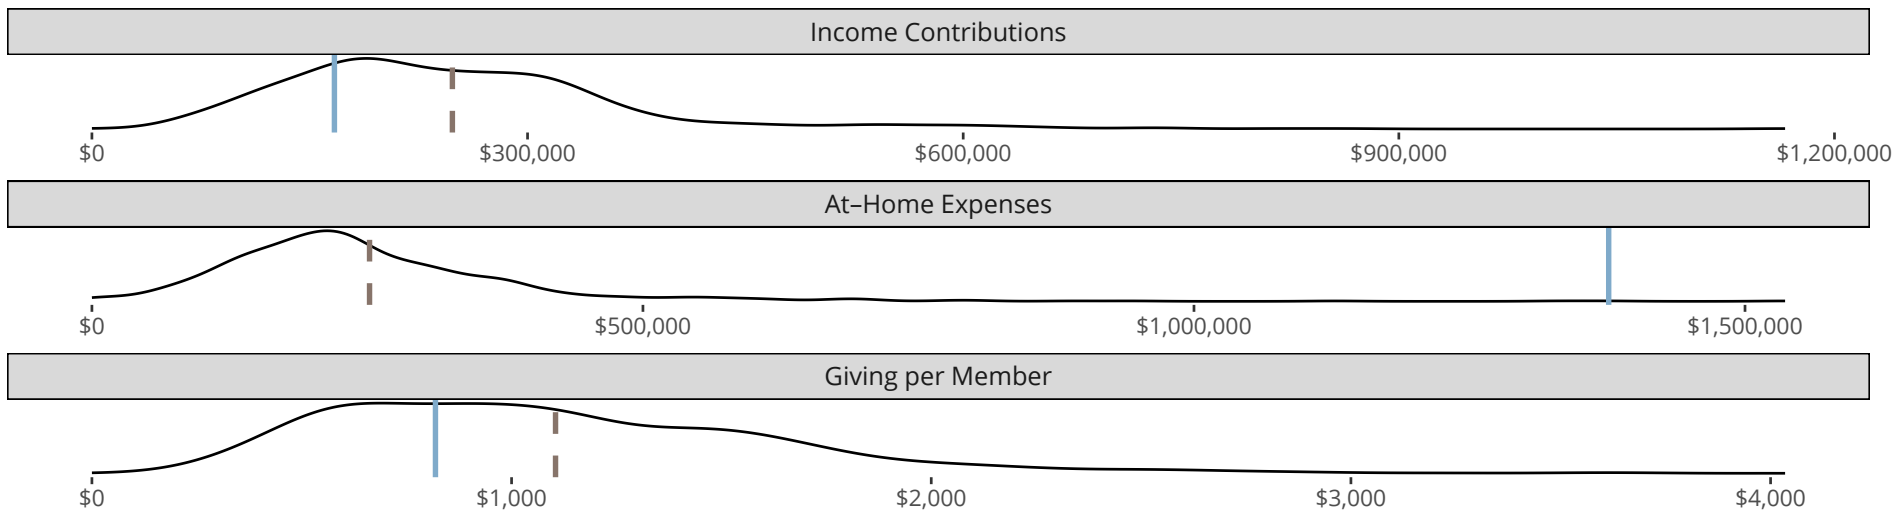 Income Contributions
$0 $300,000 $600,000 $900,000 $1,200,000
At–Home Expenses
$0 $500,000 $1,000,000 $1,500,000
Giving per Member
$0 $1,000 $2,000 $3,000 $4,000